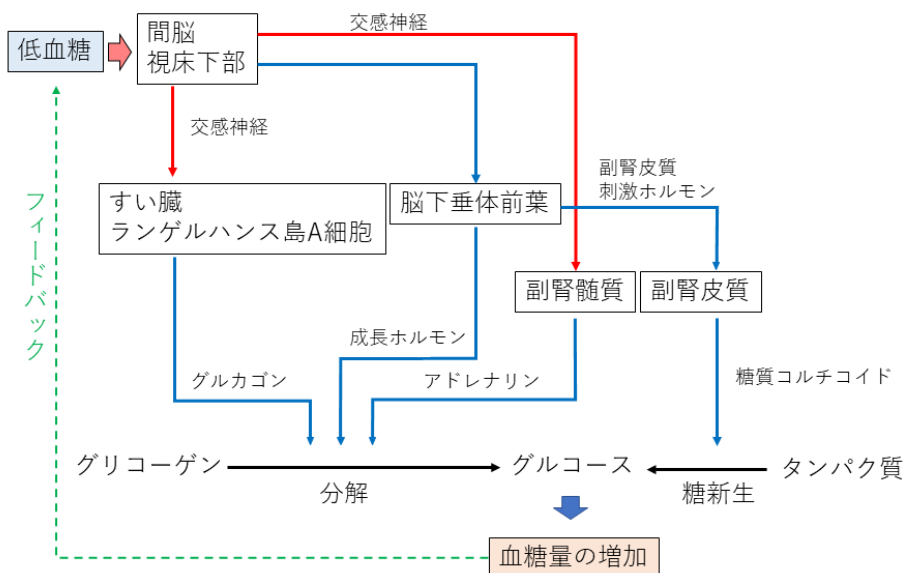 交感神経
低血糖
間脳
視床下部
交感神経
副腎皮質
刺激ホルモン
すい臓
ランゲルハンス島A細胞
脳下垂体前葉
フィードバック
副腎髄質
副腎皮質
成長ホルモン
グルカゴン
アドレナリン
糖質コルチコイド
グリコーゲン
グルコース
タンパク質
分解
糖新生
血糖量の増加